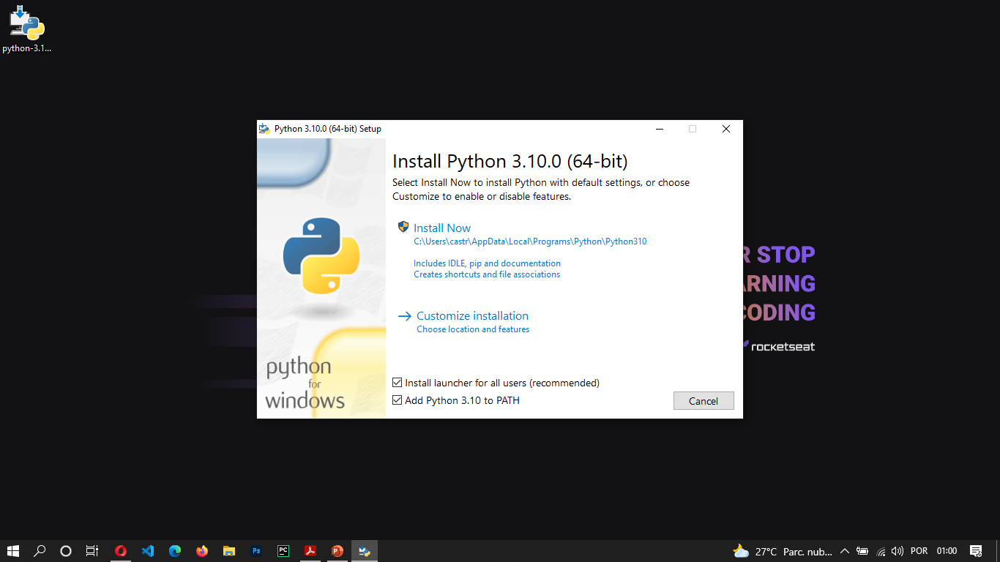 python-3.1...
Python 3.10.0 (64-bit) Setup
Install Python 3.10.0 (64-bit)
Select Install Now to install Python with default settings, or choose
Customize to enable or disable features.
Install Now
C:\Users\castr\AppData\Local\Programs\Python\Python310
Includes IDLE, pip and documentation
Creates shortcuts and file associations
Customize installation
Choose location and features
python
for
windows
Install launcher for all users (recommended)
Add Python 3.10 to PATH
Cancel
R STOP
ARNING
CODING
rocketseat
Ps
PC
P
27°C Parc. nub...
POR
01:00